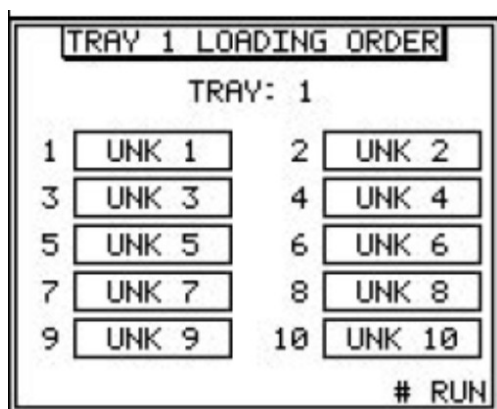 TRAY 1 LOADING ORDER
TRAY: 1
1 UNK 1 2 UNK 2
3 UNK 3 4 UNK 4
5 UNK 5 6 UNK 6
7 UNK 7 8 UNK 8
9 UNK 9 10 UNK 10
# RUN